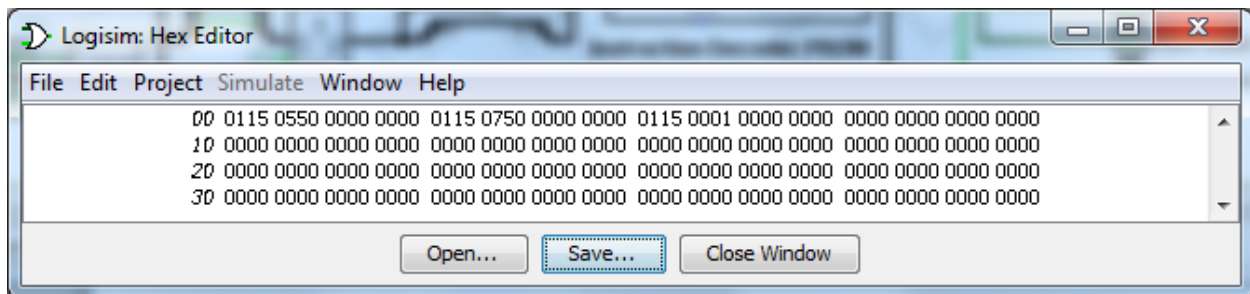 Logisim: Hex Editor
File Edit Project Simulate Window Help
00 0115 0550 0000 0000 0115 0750 0000 0000 0115 0001 0000 0000 0000 0000 0000 0000
10 0000 0000 0000 0000 0000 0000 0000 0000 0000 0000 0000 0000 0000 0000 0000 0000
20 0000 0000 0000 0000 0000 0000 0000 0000 0000 0000 0000 0000 0000 0000 0000 0000
30 0000 0000 0000 0000 0000 0000 0000 0000 0000 0000 0000 0000 0000 0000 0000 0000
Open... Save... Close Window